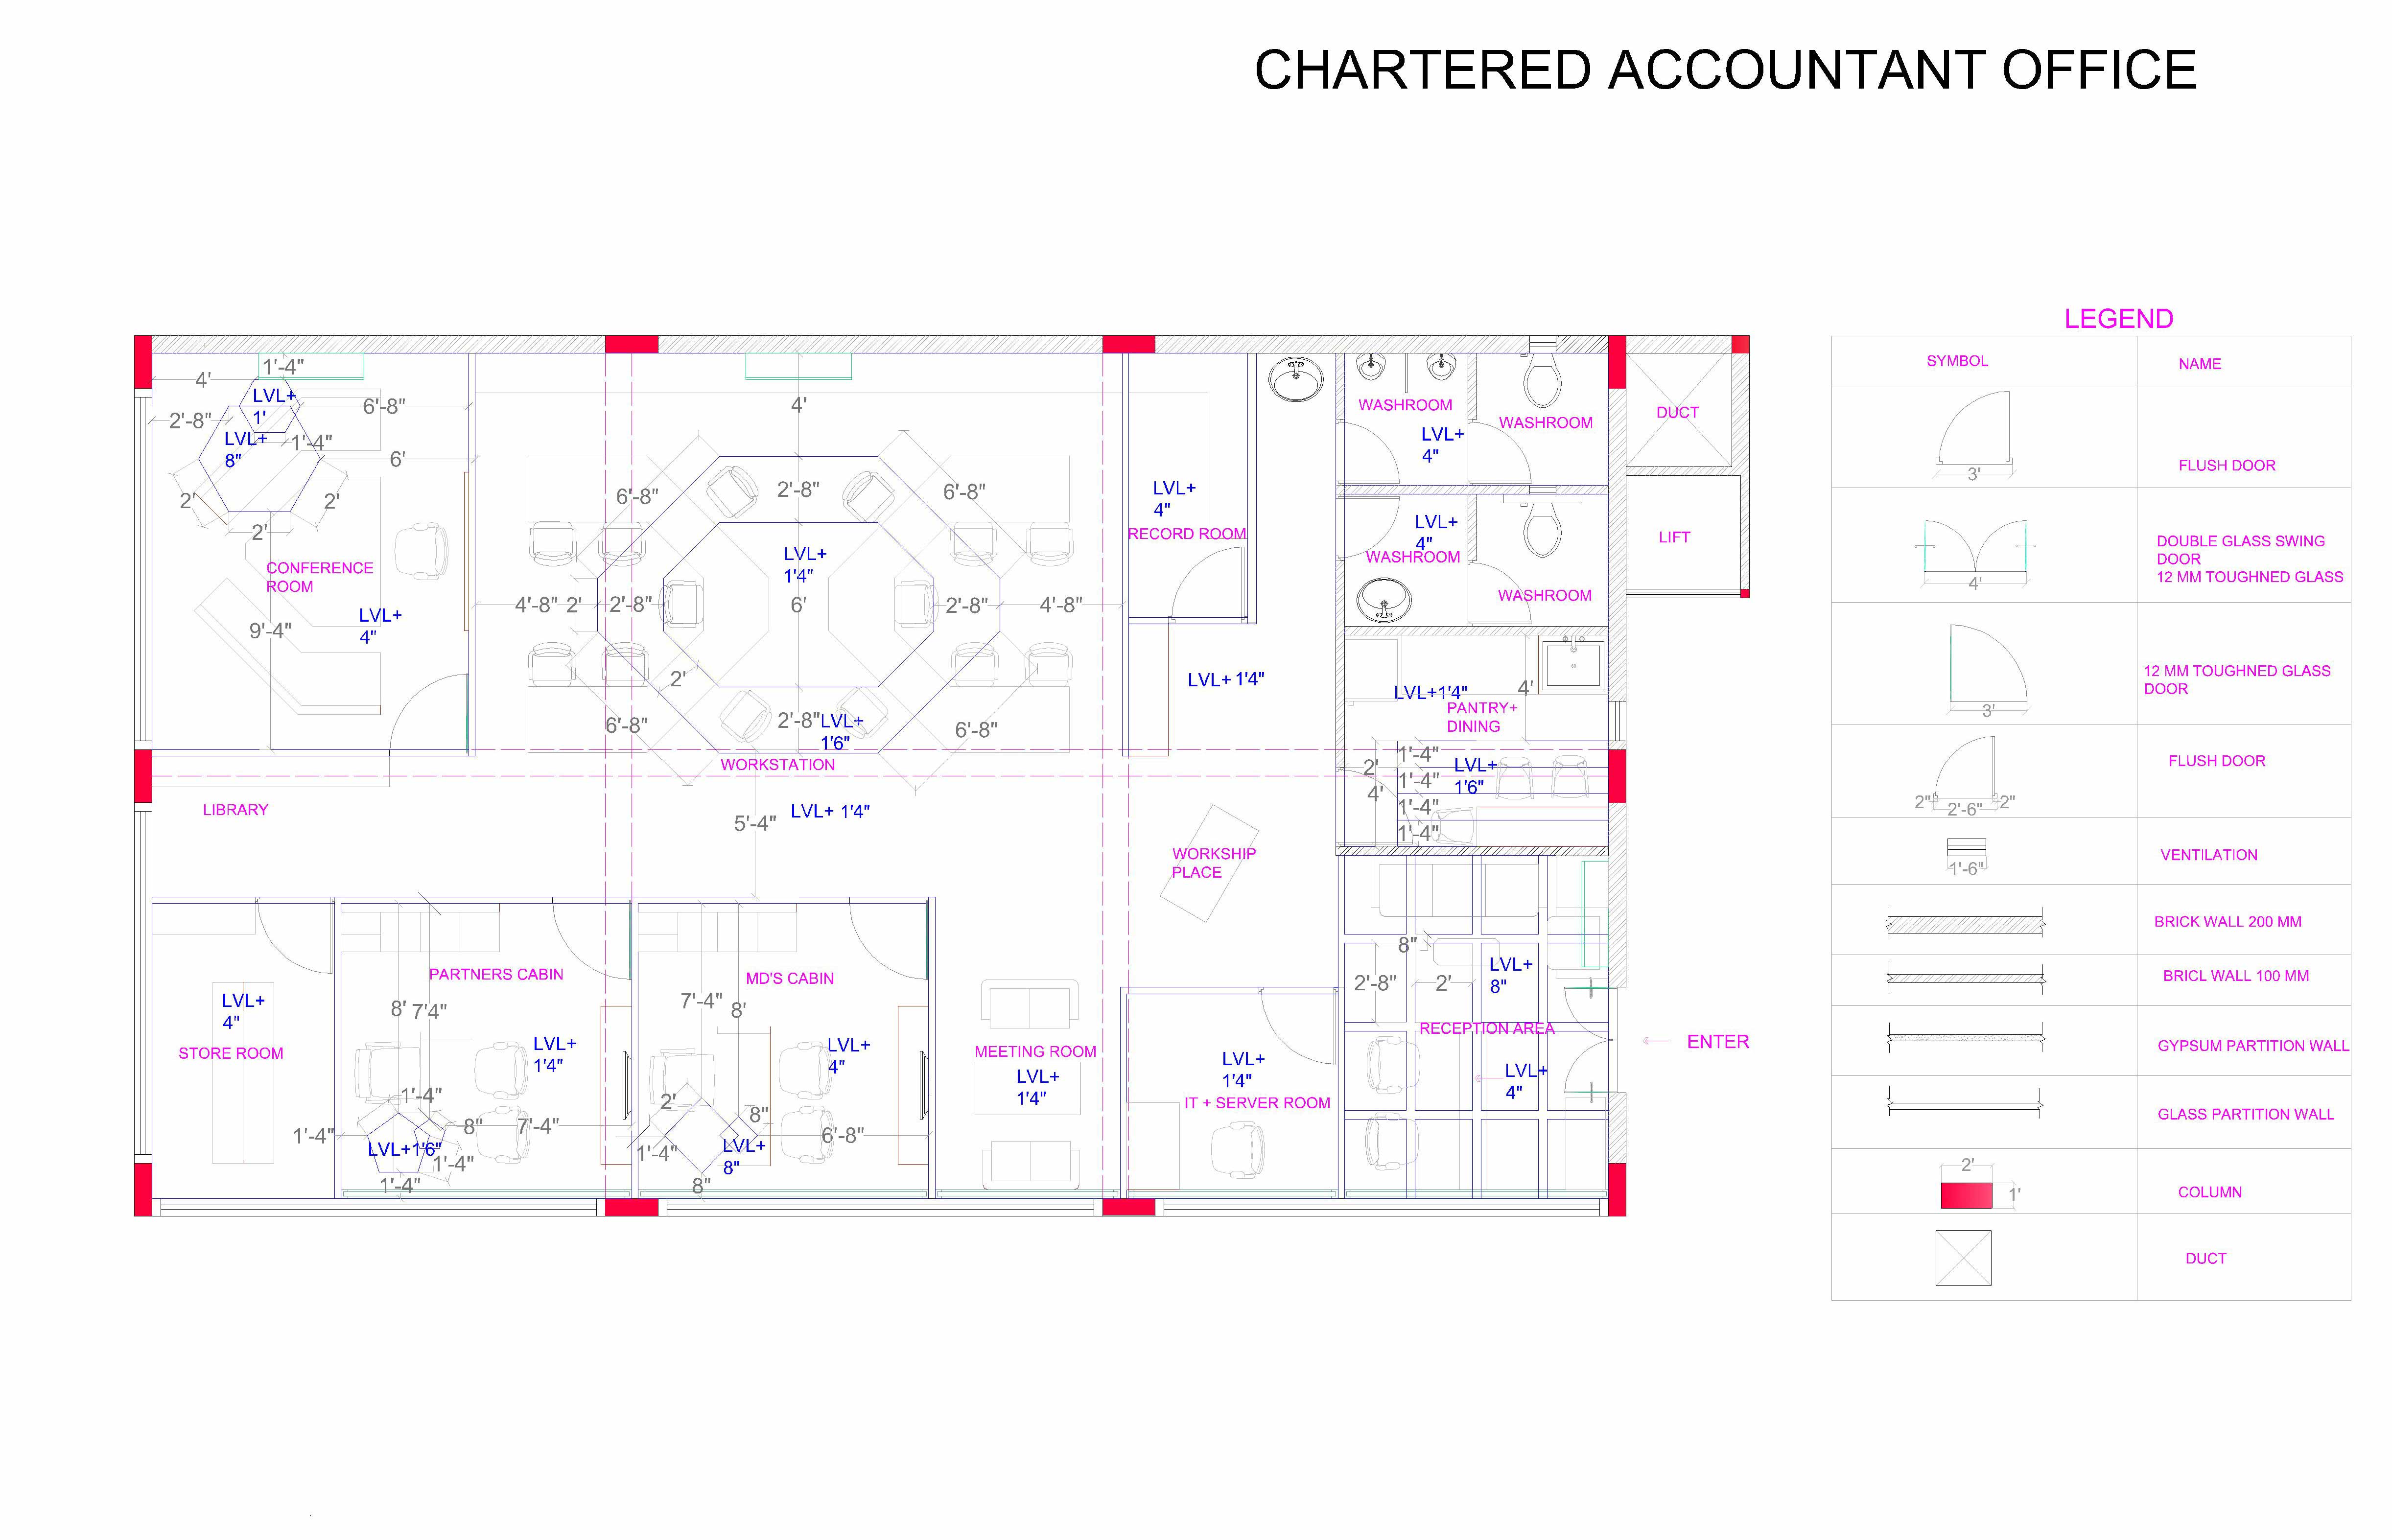 CHARTERED ACCOUNTANT OFFICE
1'-4"
4'
LVL+
1'
6'-8"
2'-8"
LVL+
8"
1'-4"
6'
2'
2'
2'
CONFERENCE
ROOM
LVL+
4"
9'-4"
4'
6'-8"
2'-8"
6'-8"
LVL+
1'4"
4'-8"
2'
2'-8"
6'
2'-8"
4'-8"
2'
6'-8"
2'-8"
LVL+
1'6"
6'-8"
WORKSTATION
LVL+
4"
RECORD ROOM
LVL+ 1'4"
WASHROOM
LVL+
4"
WASHROOM
LVL+
4"
WASHROOM
WASHROOM
DUCT
LIFT
LVL+1'4"
4'
PANTRY+
DINING
1'-4"
2'
LVL+
1'6"
1'-4"
4'
1'-4"
1'-4"
LIBRARY
LVL+ 1'4"
5'-4"
WORKSHIP
PLACE
LVL+
4"
STORE ROOM
PARTNERS CABIN
8'
7'4"
LVL+
1'4"
1'-4"
1'-4"
8"
7'-4"
LVL+1'6"
1'-4"
1'-4"
MD'S CABIN
7'-4"
8'
LVL+
4"
2'
8"
6'-8"
1'-4"
LVL+
8"
8"
MEETING ROOM
LVL+
1'4"
LVL+
1'4"
IT + SERVER ROOM
8"
LVL+
8"
2'-8"
2'
RECEPTION AREA
LVL+
4"
ENTER
LEGEND
SYMBOL
NAME
3'
FLUSH DOOR
4'
DOUBLE GLASS SWING
DOOR
12 MM TOUGHNED GLASS
3'
12 MM TOUGHNED GLASS
DOOR
2"
2'-6"
2"
FLUSH DOOR
1'-6"
VENTILATION
BRICK WALL 200 MM
BRICL WALL 100 MM
GYPSUM PARTITION WALL
GLASS PARTITION WALL
2'
1'
COLUMN
DUCT